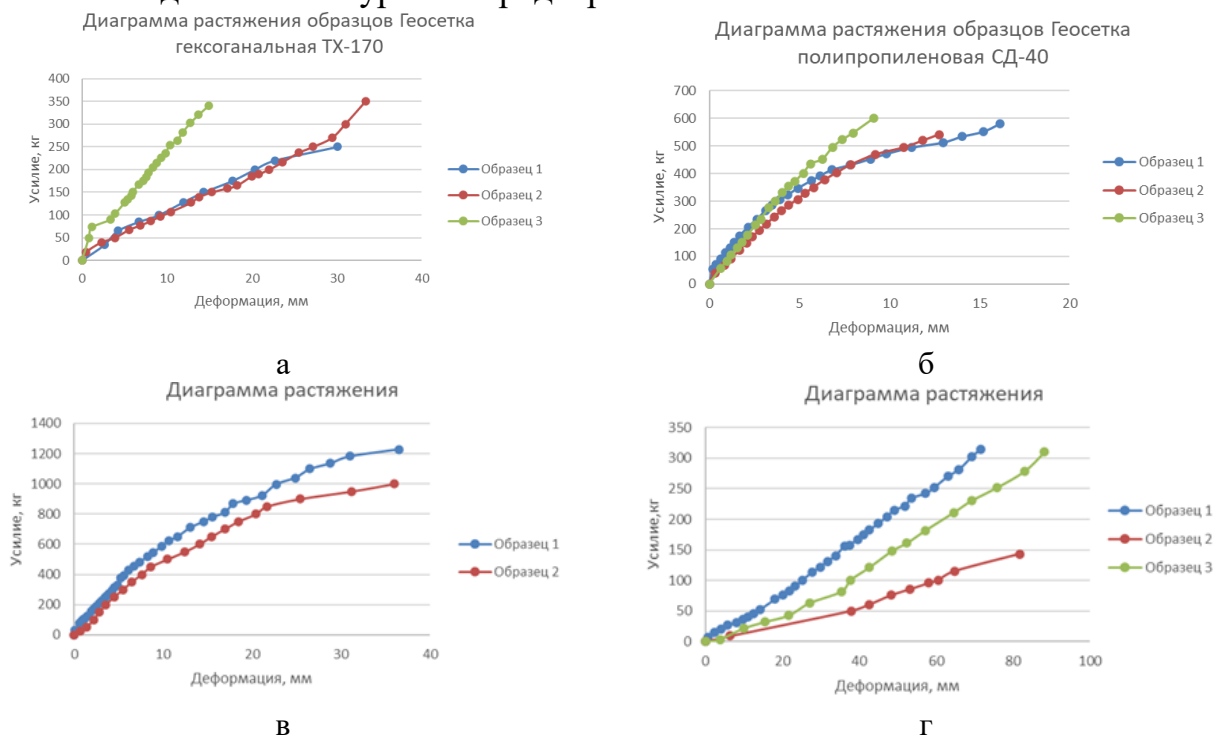 Диаграмма растяжения образцов Геосетка
гексоганальная ТХ-170
Усилие, кг
400
350
300
250
200
150
100
50
0
0 10 20 30 40
Деформация, мм
Образец 1
Образец 2
Образец 3
а
Диаграмма растяжения образцов Геосетка
полипропиленовая СД-40
Усилие, кг
700
600
500
400
300
200
100
0
0 5 10 15 20
Деформация, мм
Образец 1
Образец 2
Образец 3
б
Диаграмма растяжения
Усилие, кг
1400
1200
1000
800
600
400
200
0
0 10 20 30 40
Деформация, мм
Образец 1
Образец 2
в
Диаграмма растяжения
Усилие,кг
350
300
250
200
150
100
50
0
0 20 40 60 80 100
Деформация, мм
Образец 1
Образец 2
Образец 3
г